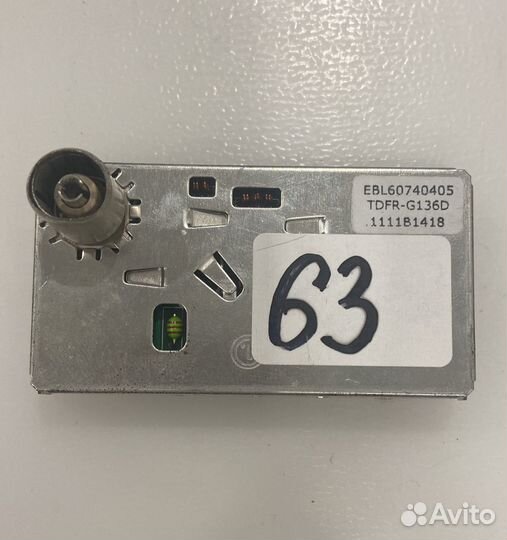 EBL60740405
TDFR-G136D
.1111B1418
63
Avito